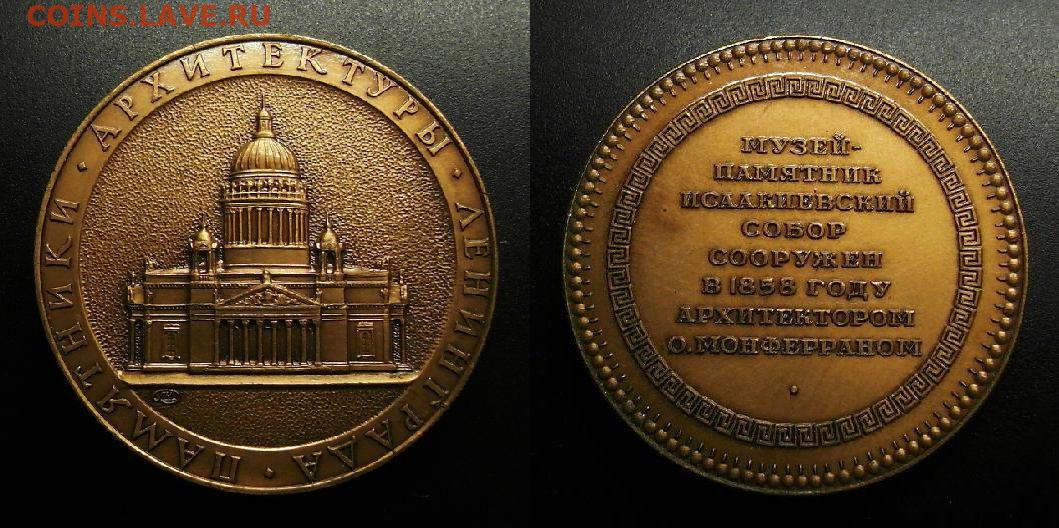 COINS.LAVE.RU
ПАМЯТНИКИ · АРХИТЕКТУРЫ · ЛЕНИНГРАДА ·
МУЗЕЙ-
ПАМЯТНИК
ИСААКИЕВСКИЙ
СОБОР
СООРУЖЕН
В 1858 ГОДУ
АРХИТЕКТОРОМ
О. МОНФЕРРАНОМ